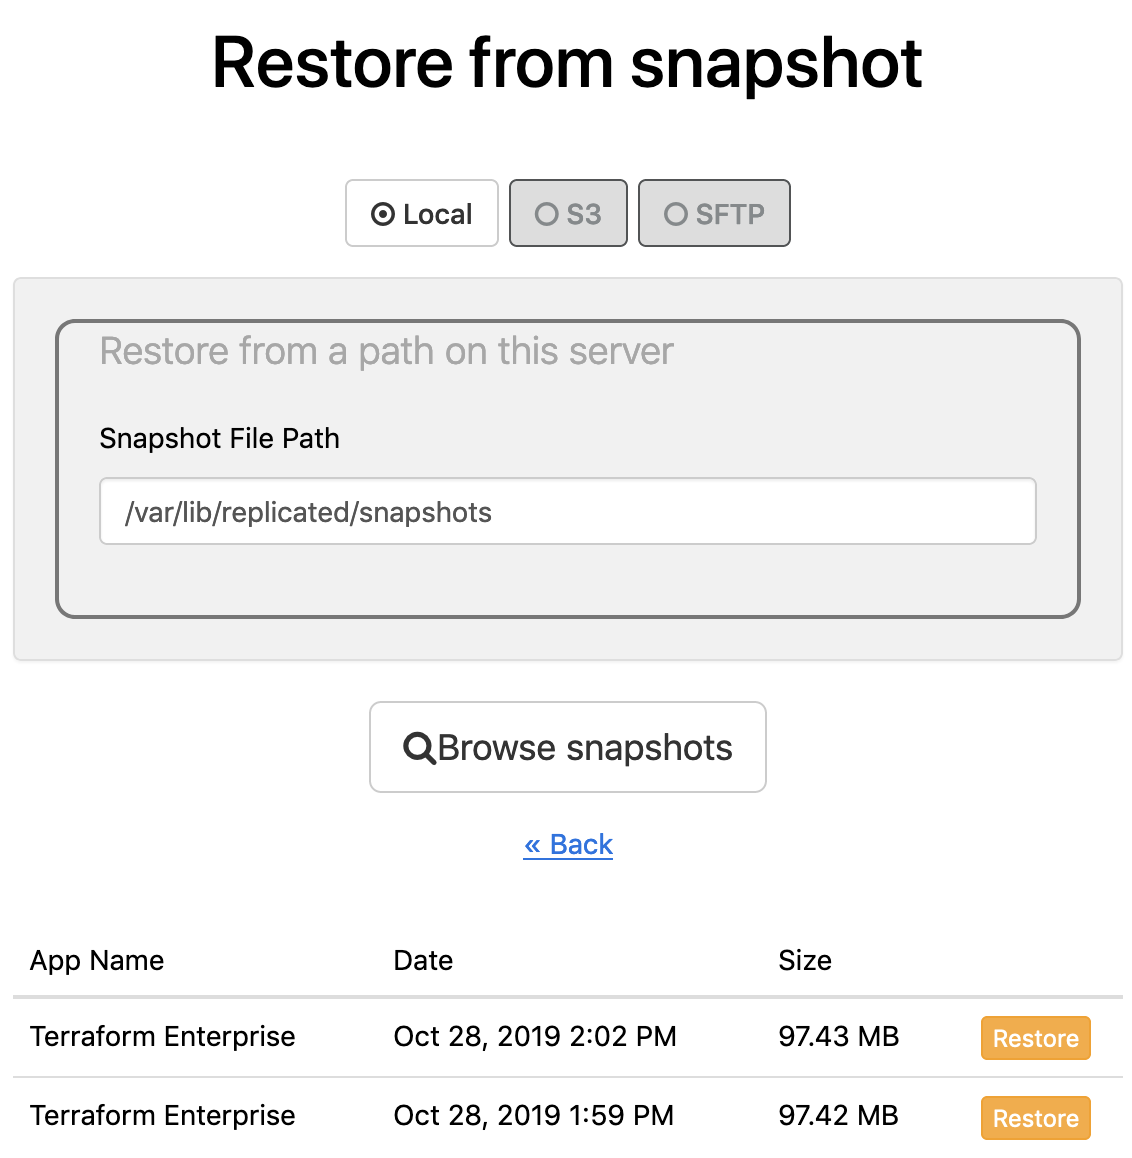 Restore from snapshot
Local S3 SFTP
Restore from a path on this server
Snapshot File Path
/var/lib/replicated/snapshots
Browse snapshots
« Back
App Name Date Size
Terraform Enterprise Oct 28, 2019 2:02 PM 97.43 MB Restore
Terraform Enterprise Oct 28, 2019 1:59 PM 97.42 MB Restore